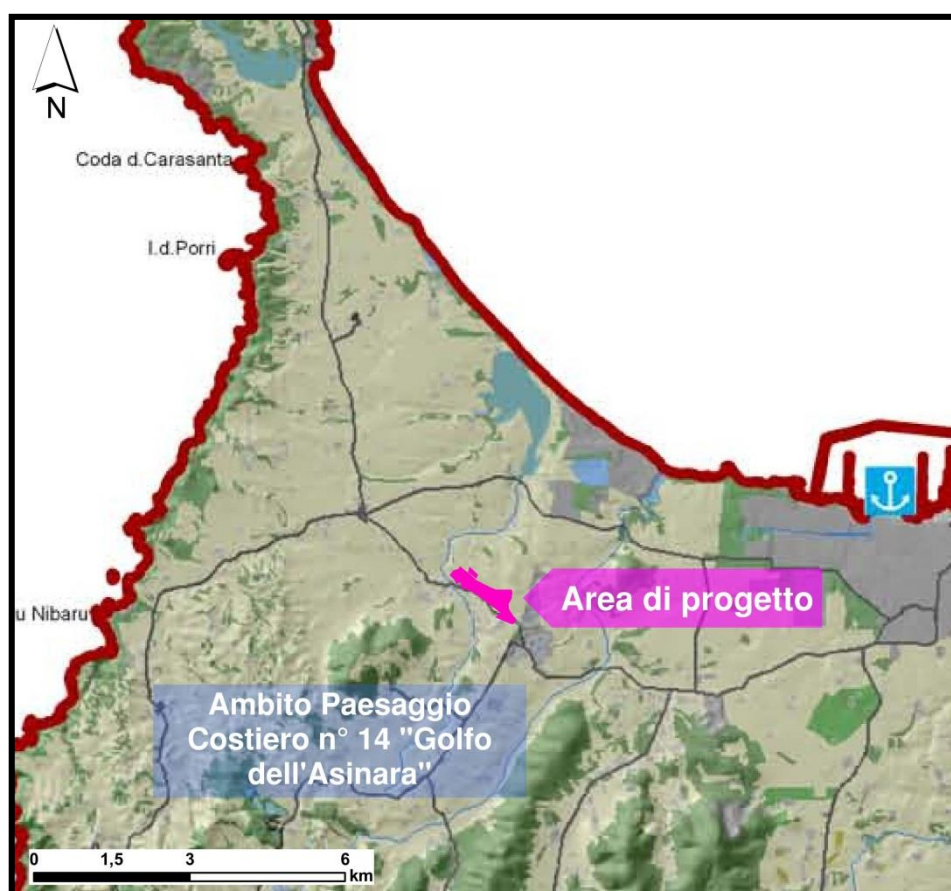 N
Coda d.Carasanta
I.d.Porri
Area di progetto
u Nibaru
Ambito Paesaggio
Costiero n° 14 "Golfo
dell'Asinara"
0 1,5 3 6
km